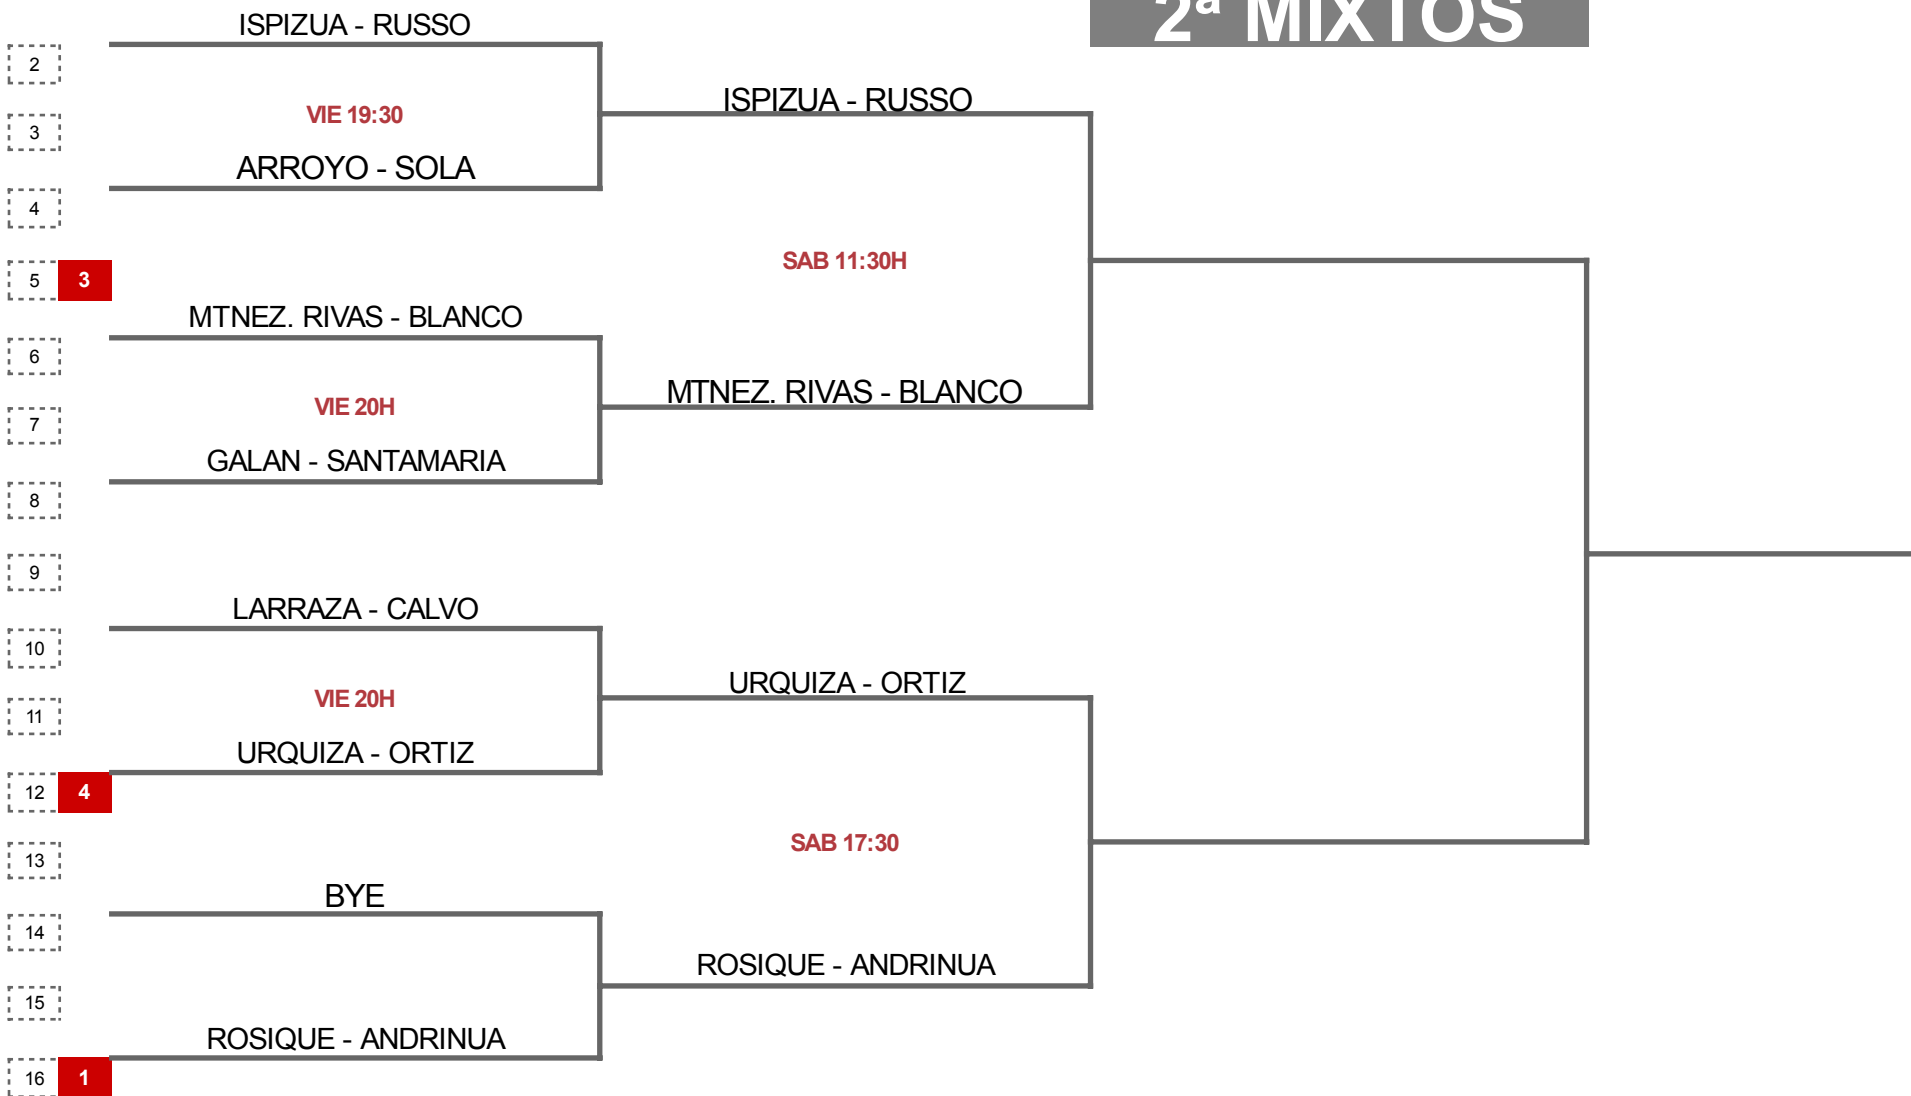 2ª MIXTOS
ISPIZUA - RUSSO
2
ISPIZUA - RUSSO
VIE 19:30
3
ARROYO - SOLA
4
SAB 11:30H
5 3
MTNEZ. RIVAS - BLANCO
6
MTNEZ. RIVAS - BLANCO
VIE 20H
7
GALAN - SANTAMARIA
8
9
LARRAZA - CALVO
10
URQUIZA - ORTIZ
VIE 20H
11
URQUIZA - ORTIZ
12 4
SAB 17:30
13
BYE
14
ROSIQUE - ANDRINUA
15
ROSIQUE - ANDRINUA
16 1